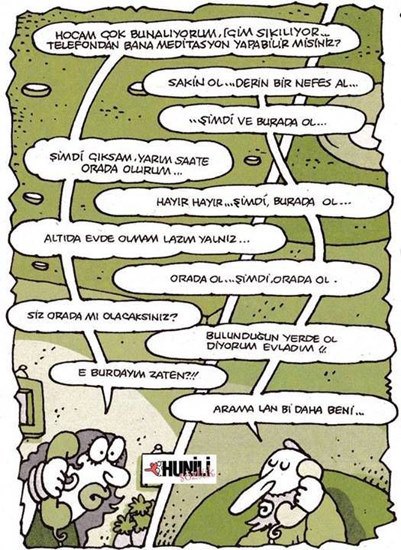 HOCAM ÇOK BUNALIYORUM, İÇİM SIKILIYOR...
TELEFONDAN BANA MEDİTASYON YAPABİLİR MİSİNİZ?
SAKİN OL...DERİN BİR NEFES AL...
...ŞİMDİ VE BURADA OL...
ŞİMDİ ÇIKSAM, YARIM SAATE
ORADA OLURUM...
HAYIR HAYIR...ŞİMDİ, BURADA OL...
ALTIDA EVDE OLMAM LAZIM YALNIZ...
ORADA OL...ŞİMDİ, ORADA OL.
SİZ ORADA MI OLACAKSINIZ?
BULUNDUĞUN YERDE OL
DİYORUM EVLADIM !!
E BURDAYIM ZATEN?!!
ARAMA LAN Bİ DAHA BENİ...
HUNİLİ